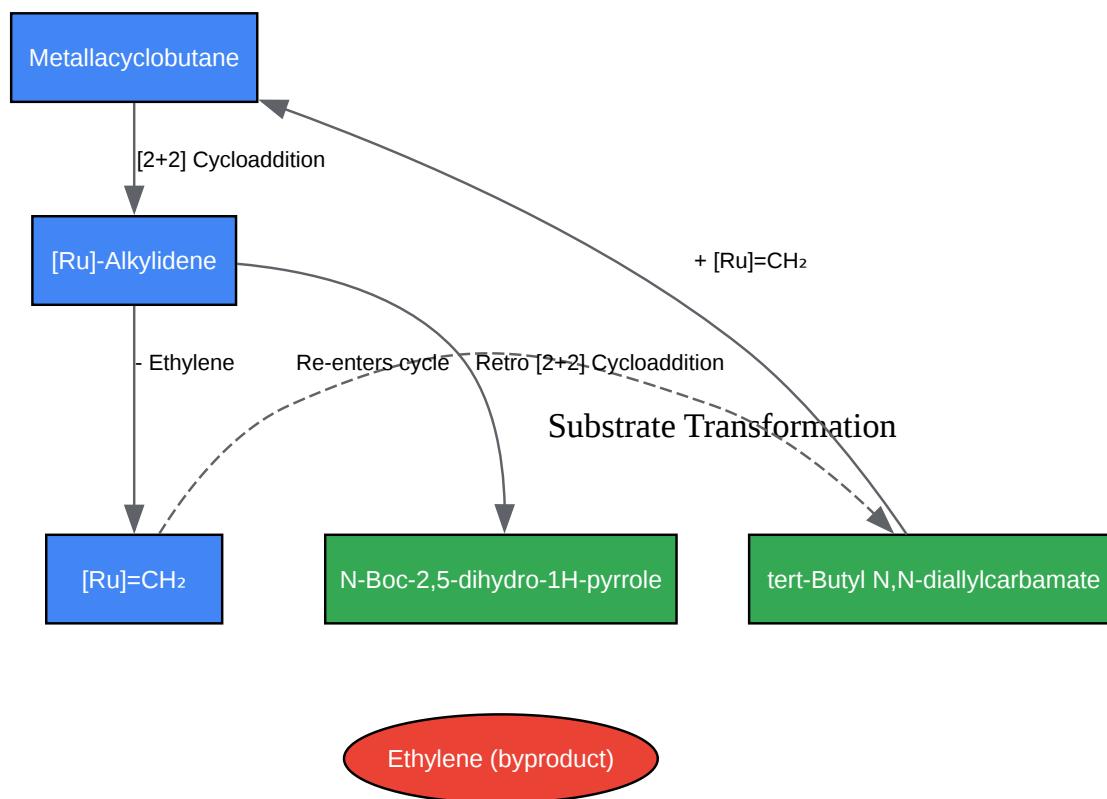 Metallacyclobutane
[2+2] Cycloaddition
[Ru]-Alkylidene
+ [Ru]=CH₂
- Ethylene
Re-enters cycle
Retro [2+2] Cycloaddition
Substrate Transformation
[Ru]=CH₂
N-Boc-2,5-dihydro-1H-pyrrole
tert-Butyl N,N-diallylcarbamate
Ethylene (byproduct)